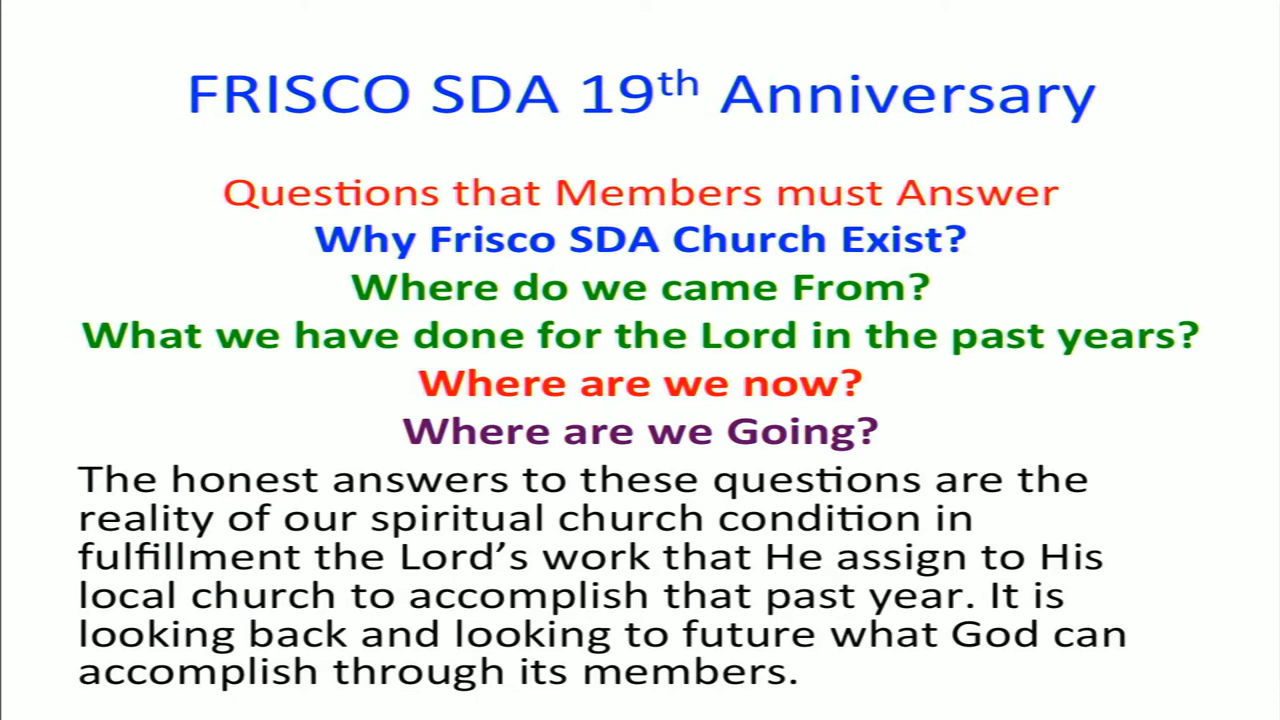 FRISCO SDA 19th Anniversary
Questions that Members must Answer
Why Frisco SDA Church Exist?
Where do we came From?
What we have done for the Lord in the past years?
Where are we now?
Where are we Going?
The honest answers to these questions are the
reality of our spiritual church condition in
fulfillment the Lord’s work that He assign to His
local church to accomplish that past year. It is
looking back and looking to future what God can
accomplish through its members.